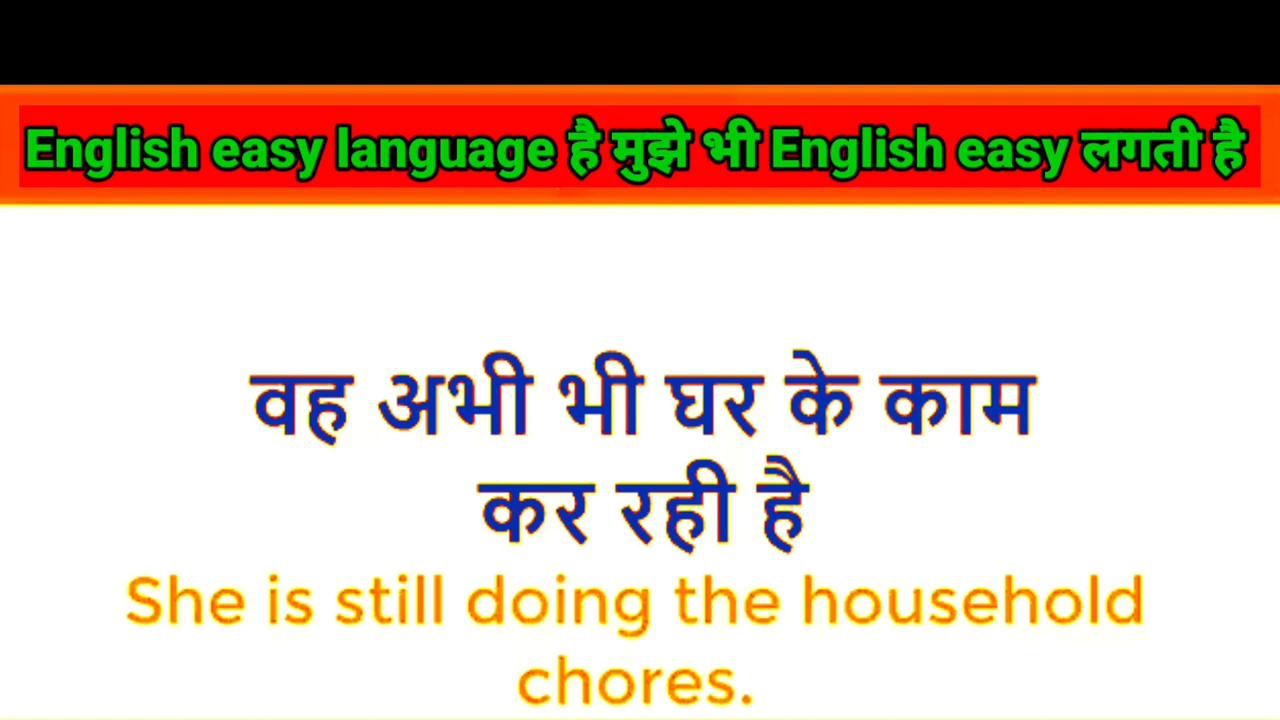 English easy language है मुझे भी English easy लगती है
वह अभी भी घर के काम
कर रही है
She is still doing the household
chores.